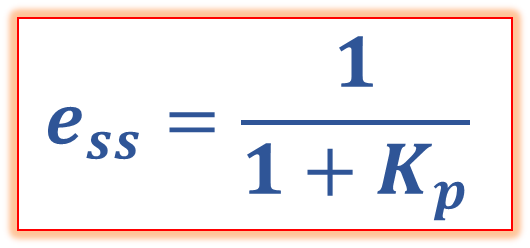 e_ss = 1 / (1 + K_p)